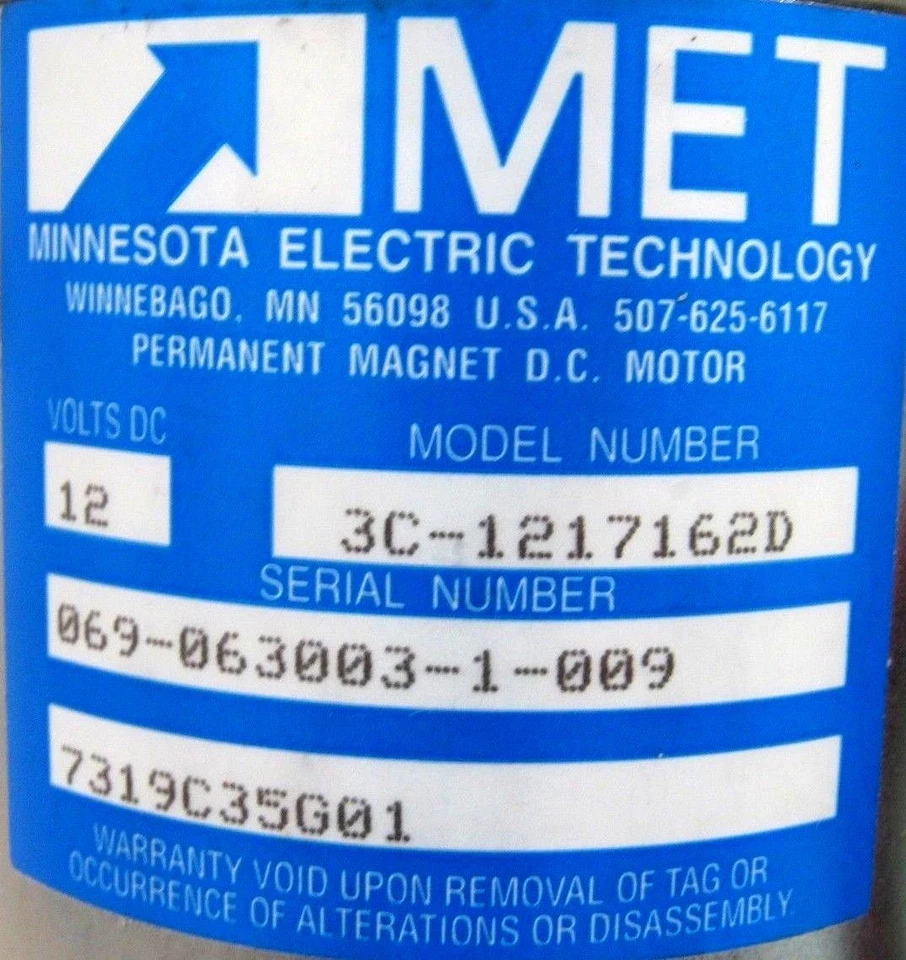 MET
MINNESOTA ELECTRIC TECHNOLOGY
WINNEBAGO, MN 56098 U.S.A. 507-625-6117
PERMANENT MAGNET D.C. MOTOR
VOLTS DC
12
MODEL NUMBER
3C-1217162D
SERIAL NUMBER
069-063003-1-009
7319C35G01
WARRANTY VOID UPON REMOVAL OF TAG OR
OCCURRENCE OF ALTERATIONS OR DISASSEMBLY.